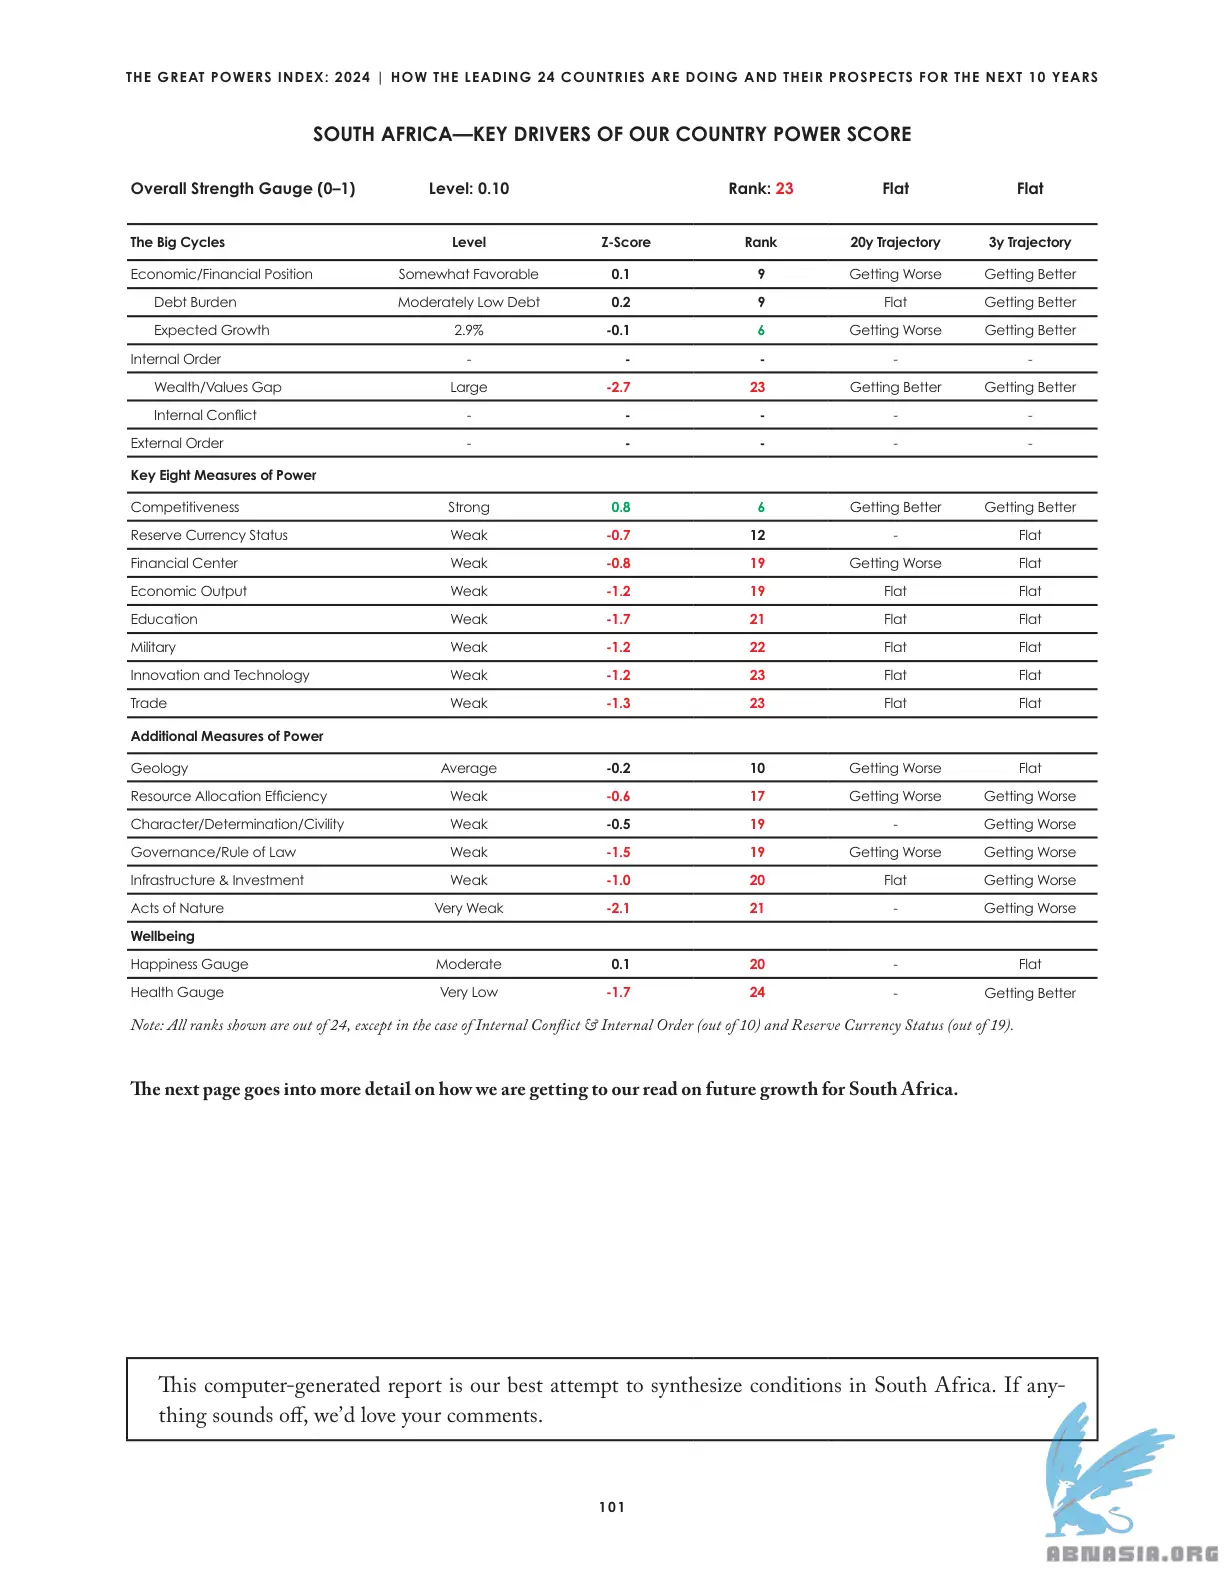 THE GREAT POWERS INDEX: 2024 | HOW THE LEADING 24 COUNTRIES ARE DOING AND THEIR PROSPECTS FOR THE NEXT 10 YEARS
SOUTH AFRICA—KEY DRIVERS OF OUR COUNTRY POWER SCORE
Overall Strength Gauge (0–1) Level: 0.10 Rank: 23 Flat Flat
The Big Cycles Level Z-Score Rank 20y Trajectory 3y Trajectory
Economic/Financial Position Somewhat Favorable 0.1 9 Getting Worse Getting Better
Debt Burden Moderately Low Debt 0.2 9 Flat Getting Better
Expected Growth 2.9% -0.1 6 Getting Worse Getting Better
Internal Order - - - - -
Wealth/Values Gap Large -2.7 23 Getting Better Getting Better
Internal Conflict - - - - -
External Order - - - - -
Key Eight Measures of Power
Competitiveness Strong 0.8 6 Getting Better Getting Better
Reserve Currency Status Weak -0.7 12 - Flat
Financial Center Weak -0.8 19 Getting Worse Flat
Economic Output Weak -1.2 19 Flat Flat
Education Weak -1.7 21 Flat Flat
Military Weak -1.2 22 Flat Flat
Innovation and Technology Weak -1.2 23 Flat Flat
Trade Weak -1.3 23 Flat Flat
Additional Measures of Power
Geology Average -0.2 10 Getting Worse Flat
Resource Allocation Efficiency Weak -0.6 17 Getting Worse Getting Worse
Character/Determination/Civility Weak -0.5 19 - Getting Worse
Governance/Rule of Law Weak -1.5 19 Getting Worse Getting Worse
Infrastructure & Investment Weak -1.0 20 Flat Getting Worse
Acts of Nature Very Weak -2.1 21 - Getting Worse
Wellbeing
Happiness Gauge Moderate 0.1 20 - Flat
Health Gauge Very Low -1.7 24 - Getting Better
Note: All ranks shown are out of 24, except in the case of Internal Conflict & Internal Order (out of 10) and Reserve Currency Status (out of 19).
The next page goes into more detail on how we are getting to our read on future growth for South Africa.
This computer-generated report is our best attempt to synthesize conditions in South Africa. If any-
thing sounds off, we'd love your comments.
101
ABNASIA.ORG